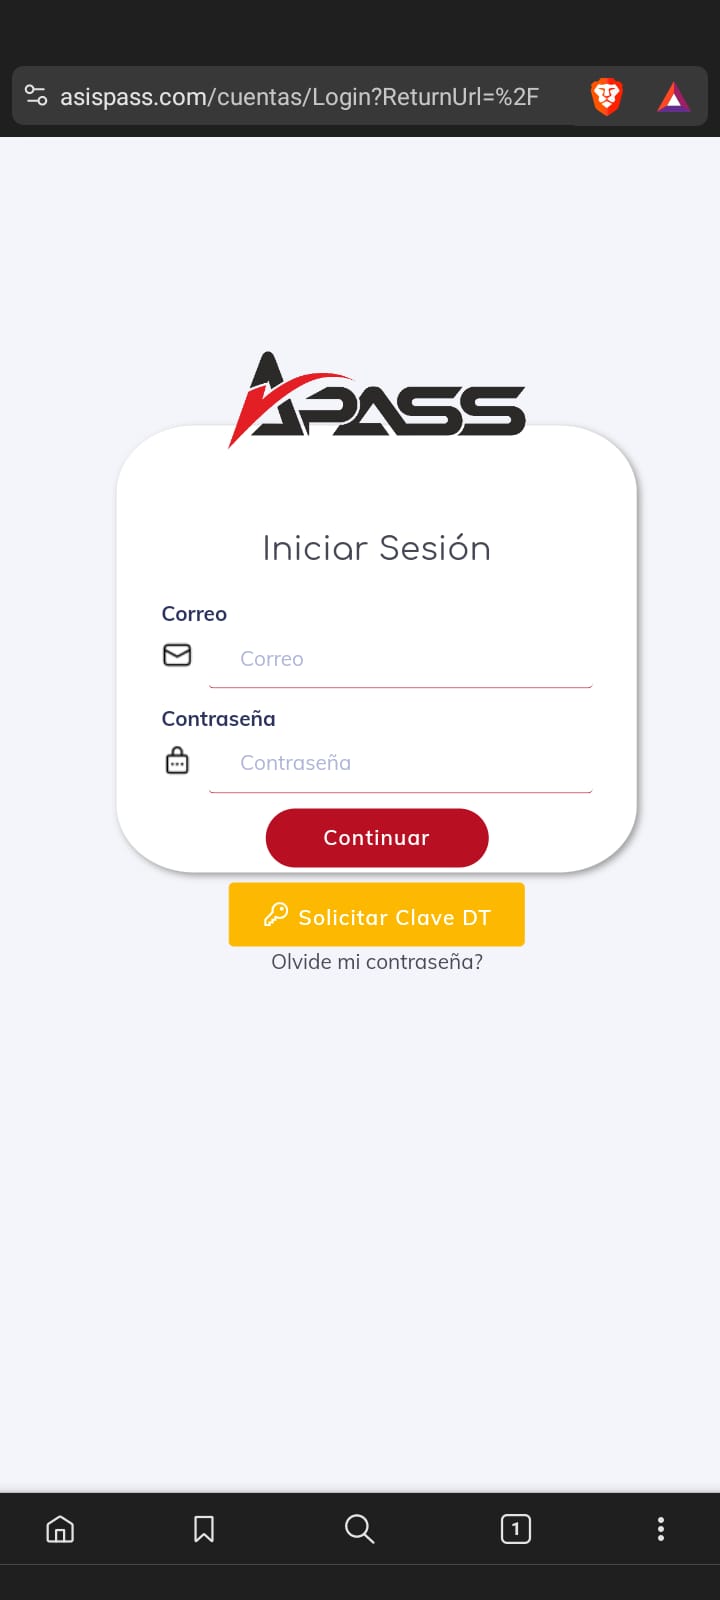 asispass.com/cuentas/Login?ReturnUrl=%2F
APASS
Iniciar Sesión
Correo
Correo
Contraseña
Contraseña
Continuar
Solicitar Clave DT
Olvide mi contraseña?
1